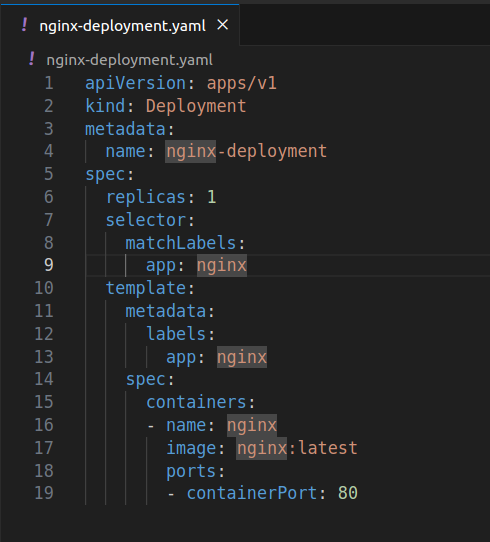 ! nginx-deployment.yaml ×
! nginx-deployment.yaml
1 apiVersion: apps/v1
2 kind: Deployment
3 metadata:
4   name: nginx-deployment
5 spec:
6   replicas: 1
7   selector:
8     matchLabels:
9       app: nginx
10   template:
11     metadata:
12       labels:
13         app: nginx
14     spec:
15       containers:
16       - name: nginx
17         image: nginx:latest
18         ports:
19         - containerPort: 80